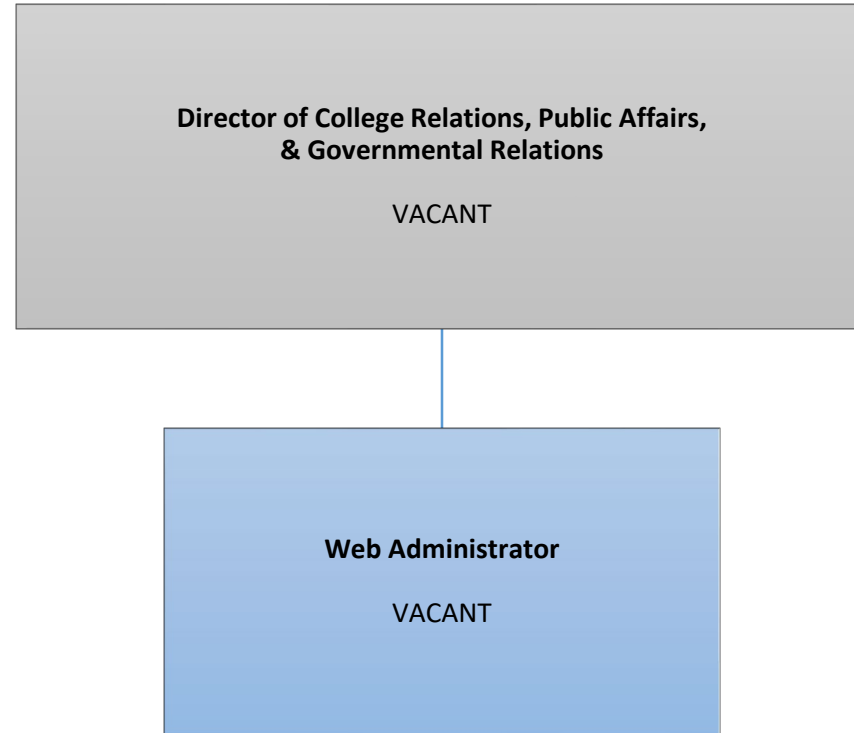 Director of College Relations, Public Affairs,
& Governmental Relations
VACANT
Web Administrator
VACANT